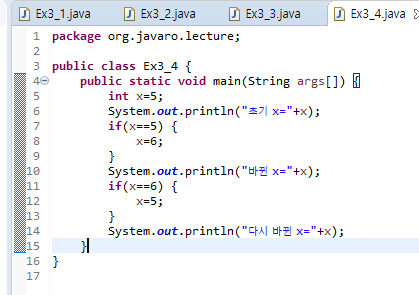 Ex3_1.java Ex3_2.java Ex3_3.java Ex3_4.java
1 package org.javaro.lecture;
2
3 public class Ex3_4 {
4 public static void main(String args[]) {
5 int x=5;
6 System.out.println("초기 x="+x);
7 if(x==5) {
8 x=6;
9 }
10 System.out.println("바뀐 x="+x);
11 if(x==6) {
12 x=5;
13 }
14 System.out.println("다시 바뀐 x="+x);
15 }
16 }
17